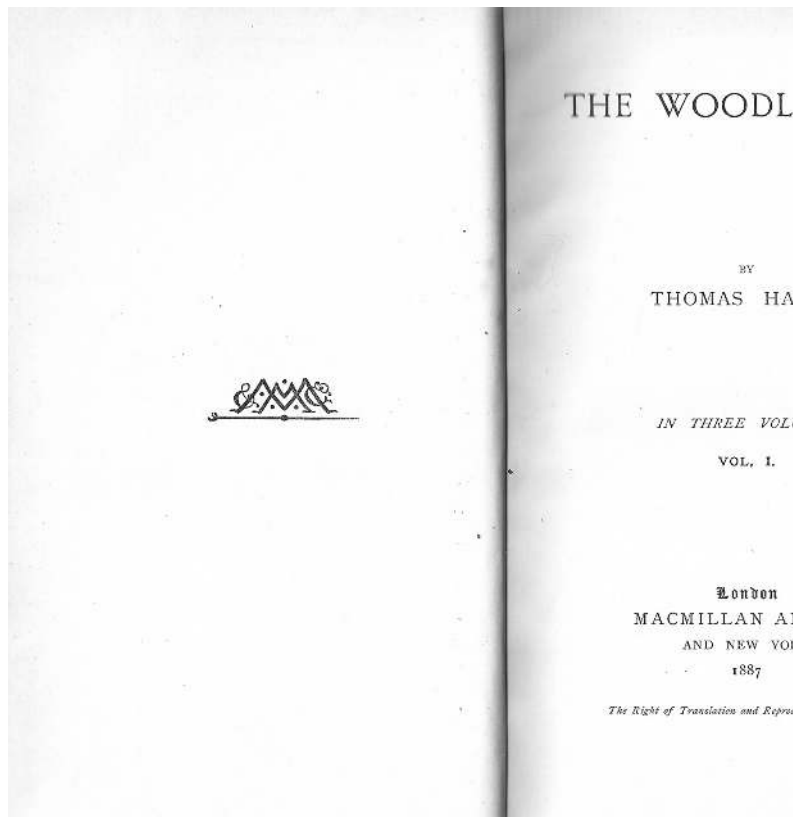 THE WOODL
BY
THOMAS HA
IN THREE VOL
VOL. I.
London
MACMILLAN A
AND NEW YO
1887
The Right of Translation and Repro